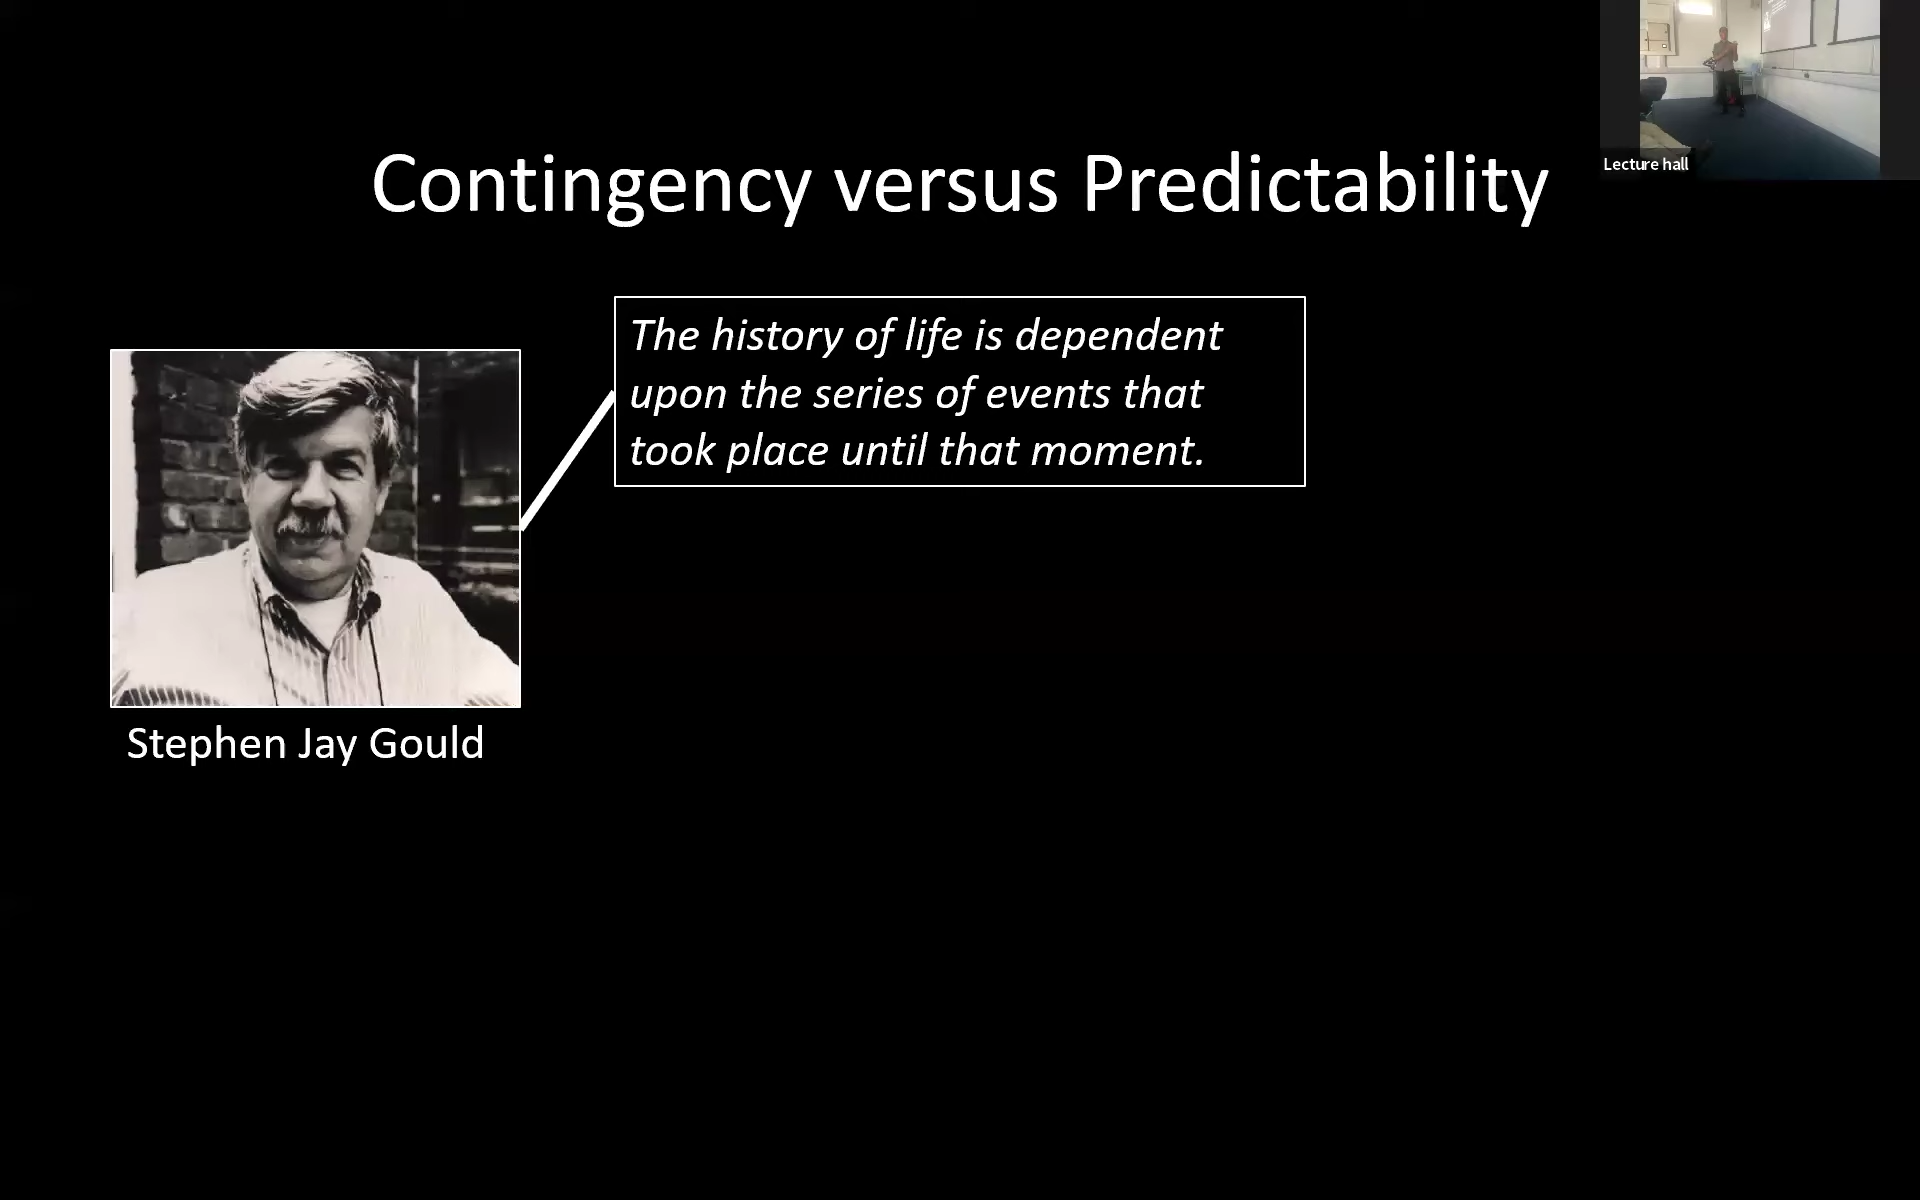 Contingency versus Predictability
Lecture hall
The history of life is dependent
upon the series of events that
took place until that moment.
Stephen Jay Gould